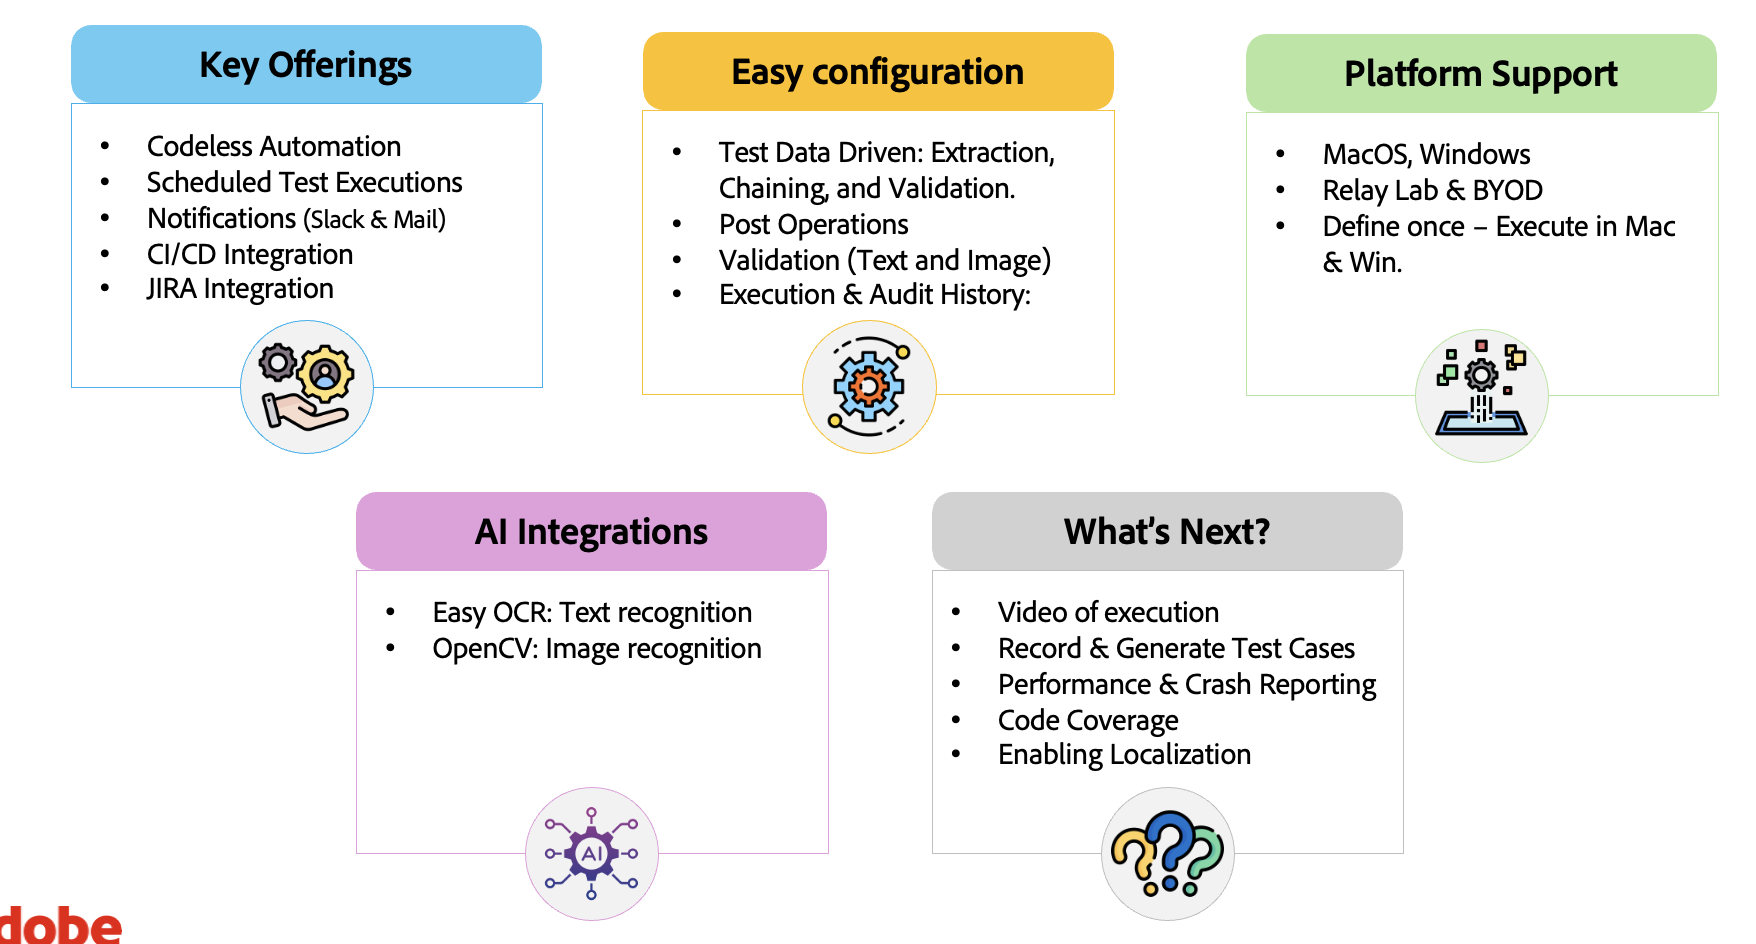 Key Offerings
• Codeless Automation
• Scheduled Test Executions
• Notifications (Slack & Mail)
• CI/CD Integration
• JIRA Integration
Easy configuration
• Test Data Driven: Extraction,
Chaining, and Validation.
• Post Operations
• Validation (Text and Image)
• Execution & Audit History:
Platform Support
• MacOS, Windows
• Relay Lab & BYOD
• Define once – Execute in Mac
& Win.
AI Integrations
• Easy OCR: Text recognition
• OpenCV: Image recognition
AI
What’s Next?
• Video of execution
• Record & Generate Test Cases
• Performance & Crash Reporting
• Code Coverage
• Enabling Localization
dobe